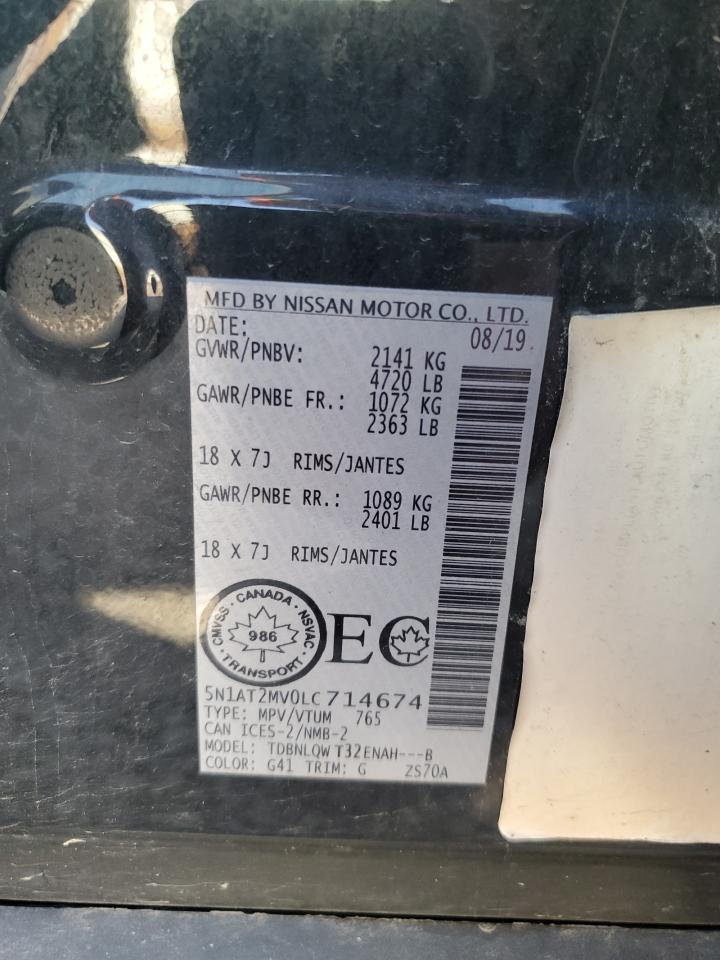 MFD BY NISSAN MOTOR CO., LTD.
DATE: 08/19
GVWR/PNBV: 2141 KG
4720 LB
GAWR/PNBE FR.: 1072 KG
2363 LB
18 X 7J RIMS/JANTES
GAWR/PNBE RR.: 1089 KG
2401 LB
18 X 7J RIMS/JANTES
CMVSS · CANADA · NSVAC
986
· TRANSPORT ·
EC
5N1AT2MV0LC714674
TYPE: MPV/VTUM 765
CAN ICES-2/NMB-2
MODEL: TDBNLQW T32ENAH---B
COLOR: G41 TRIM: G ZS70A